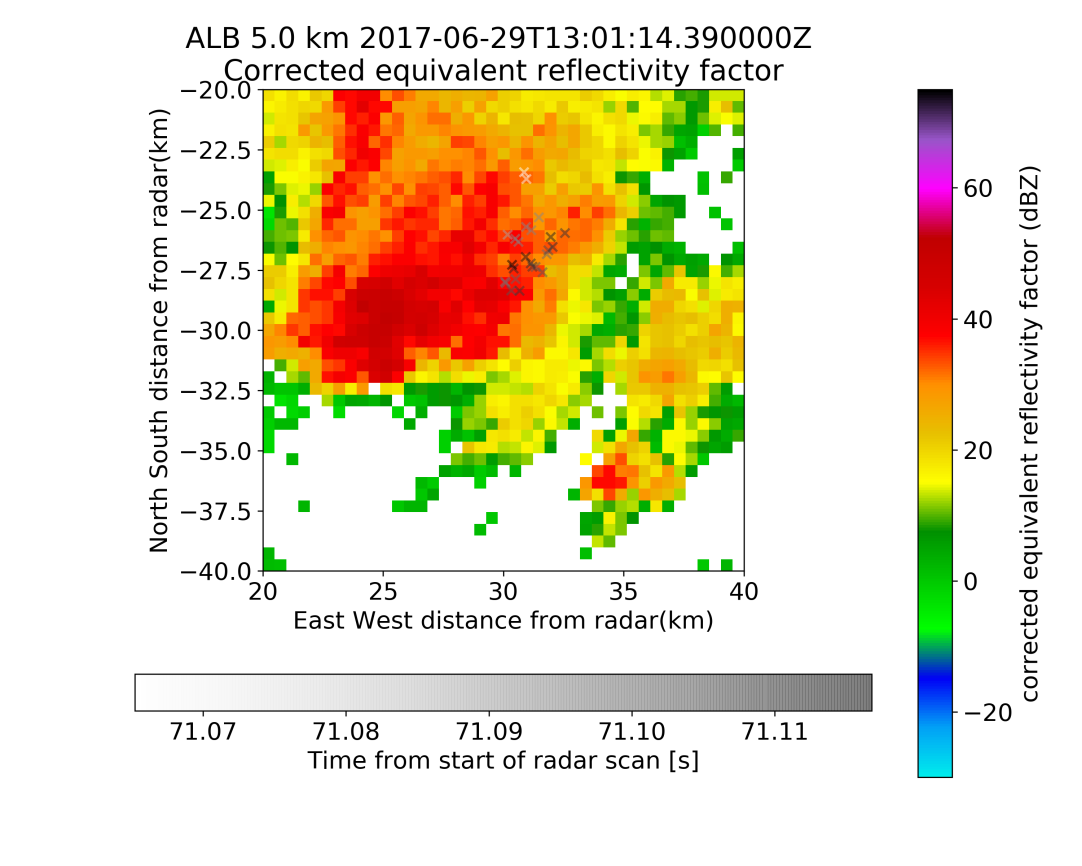 ALB 5.0 km 2017-06-29T13:01:14.390000Z
Corrected equivalent reflectivity factor
−20.0
−22.5
−25.0
−27.5
−30.0
−32.5
−35.0
−37.5
−40.0
North South distance from radar(km)
20 25 30 35 40
East West distance from radar(km)
60
40
20
0
−20
corrected equivalent reflectivity factor (dBZ)
71.07 71.08 71.09 71.10 71.11
Time from start of radar scan [s]